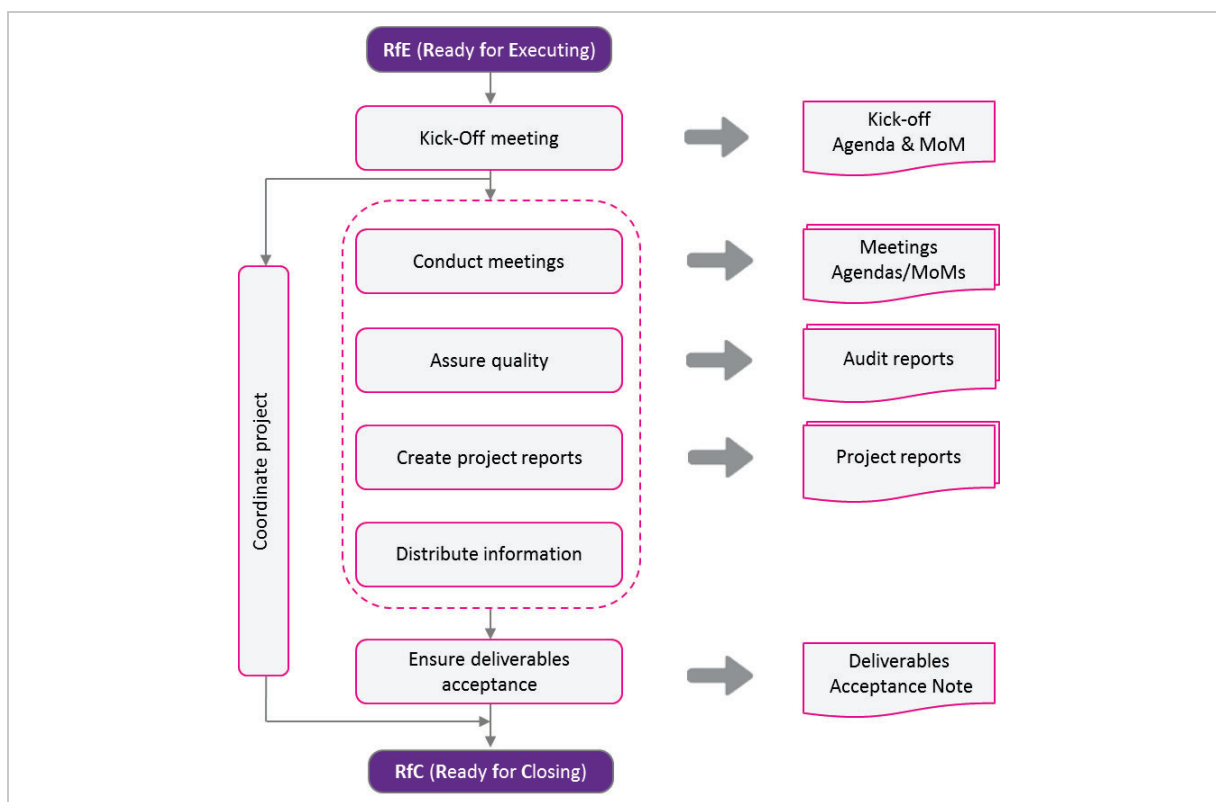 RfE (Ready for Executing)
Kick-Off meeting
Kick-off
Agenda & MoM
Conduct meetings
Meetings
Agendas/MoMs
Coordinate project
Assure quality
Audit reports
Create project reports
Project reports
Distribute information
Ensure deliverables
acceptance
Deliverables
Acceptance Note
RfC (Ready for Closing)